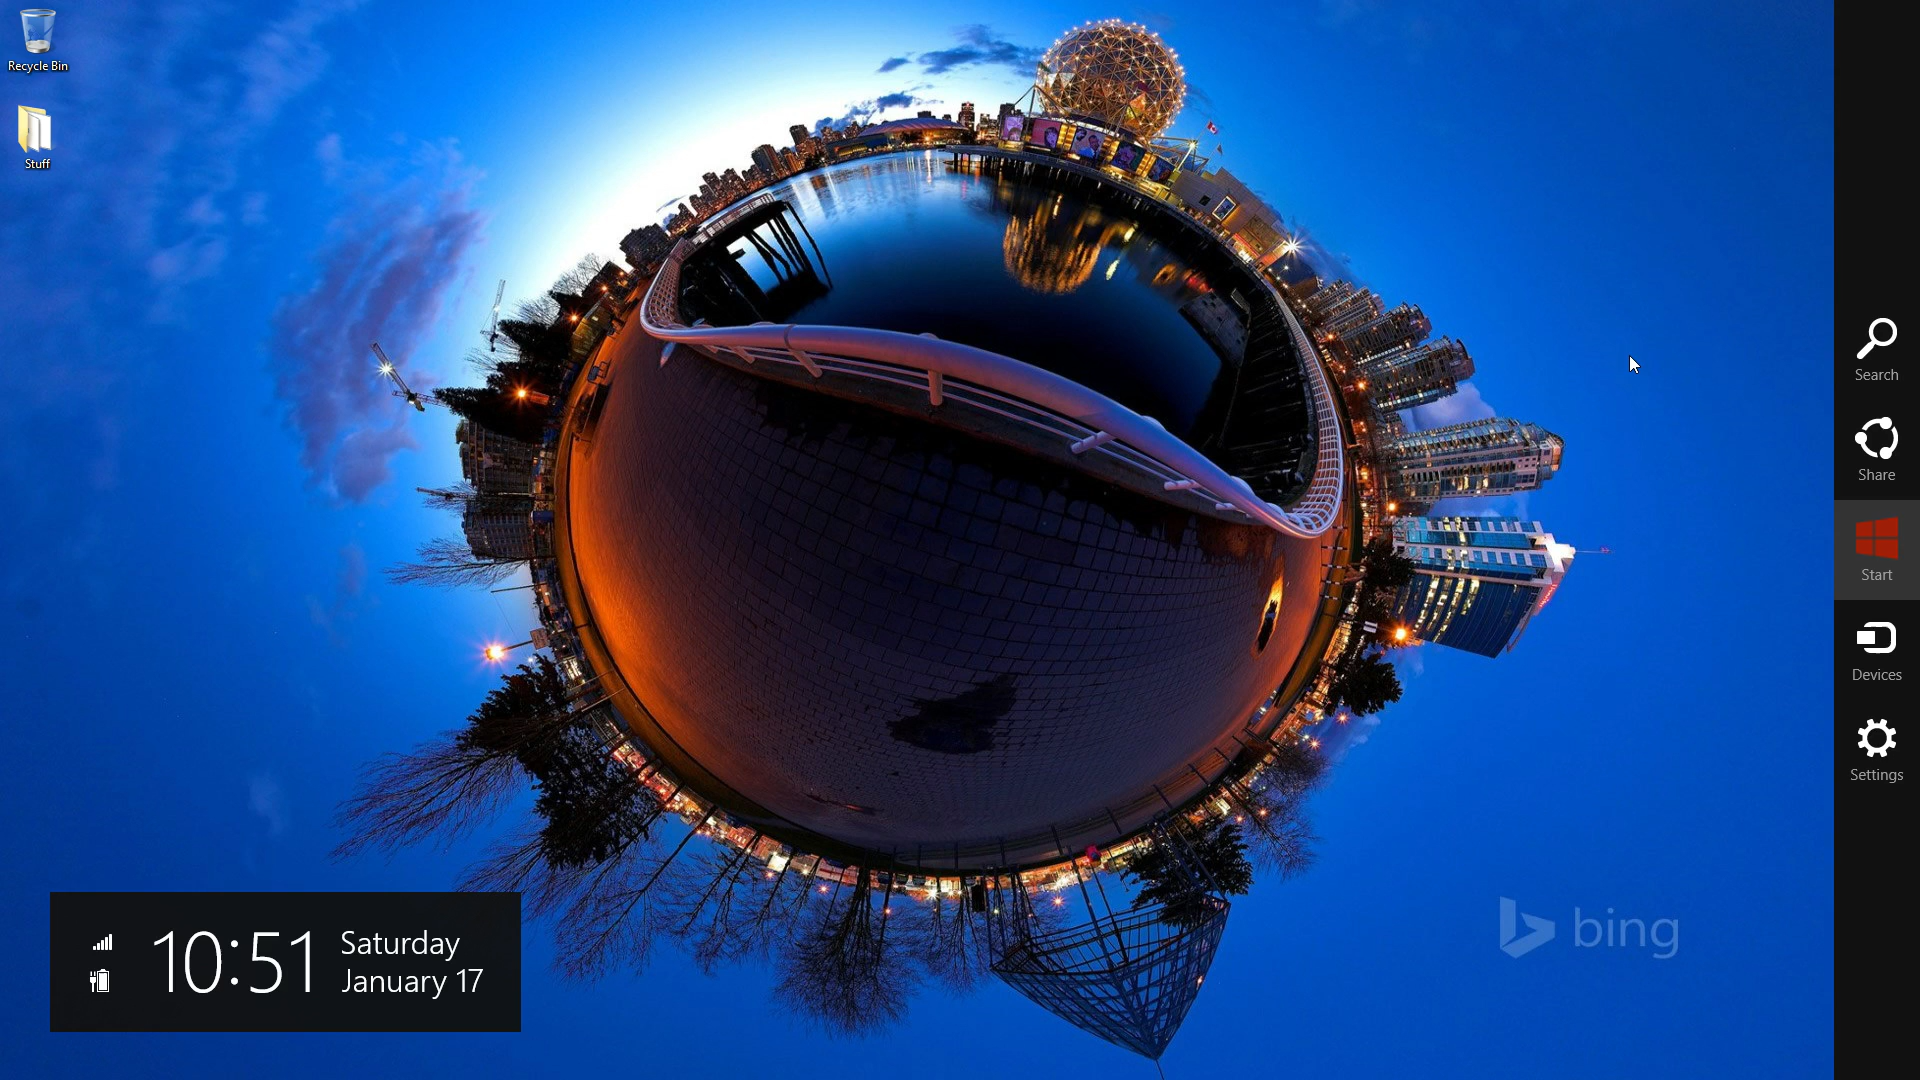 Recycle Bin
Stuff
Search
Share
Start
Devices
Settings
10:51
Saturday
January 17
bing